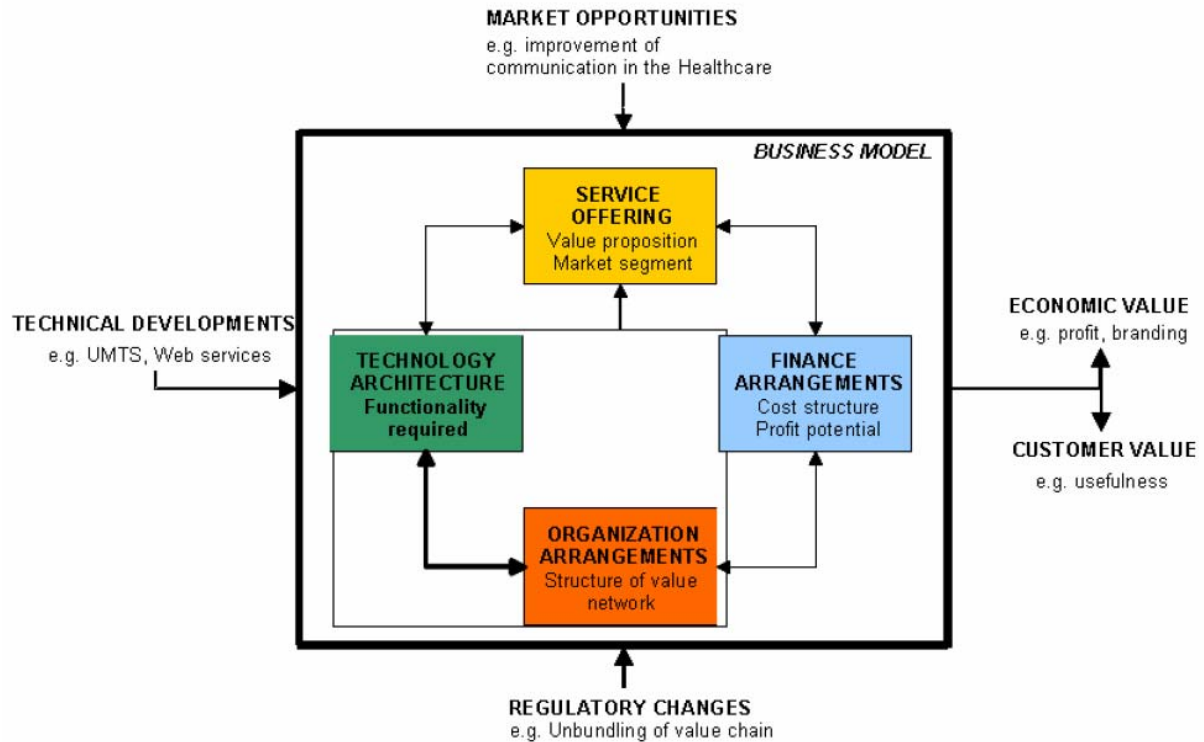 MARKET OPPORTUNITIES
e.g. improvement of
communication in the Healthcare
BUSINESS MODEL
SERVICE
OFFERING
Value proposition
Market segment
TECHNICAL DEVELOPMENTS
e.g. UMTS, Web services
TECHNOLOGY
ARCHITECTURE
Functionality
required
FINANCE
ARRANGEMENTS
Cost structure
Profit potential
ECONOMIC VALUE
e.g. profit, branding
CUSTOMER VALUE
e.g. usefulness
ORGANIZATION
ARRANGEMENTS
Structure of value
network
REGULATORY CHANGES
e.g. Unbundling of value chain